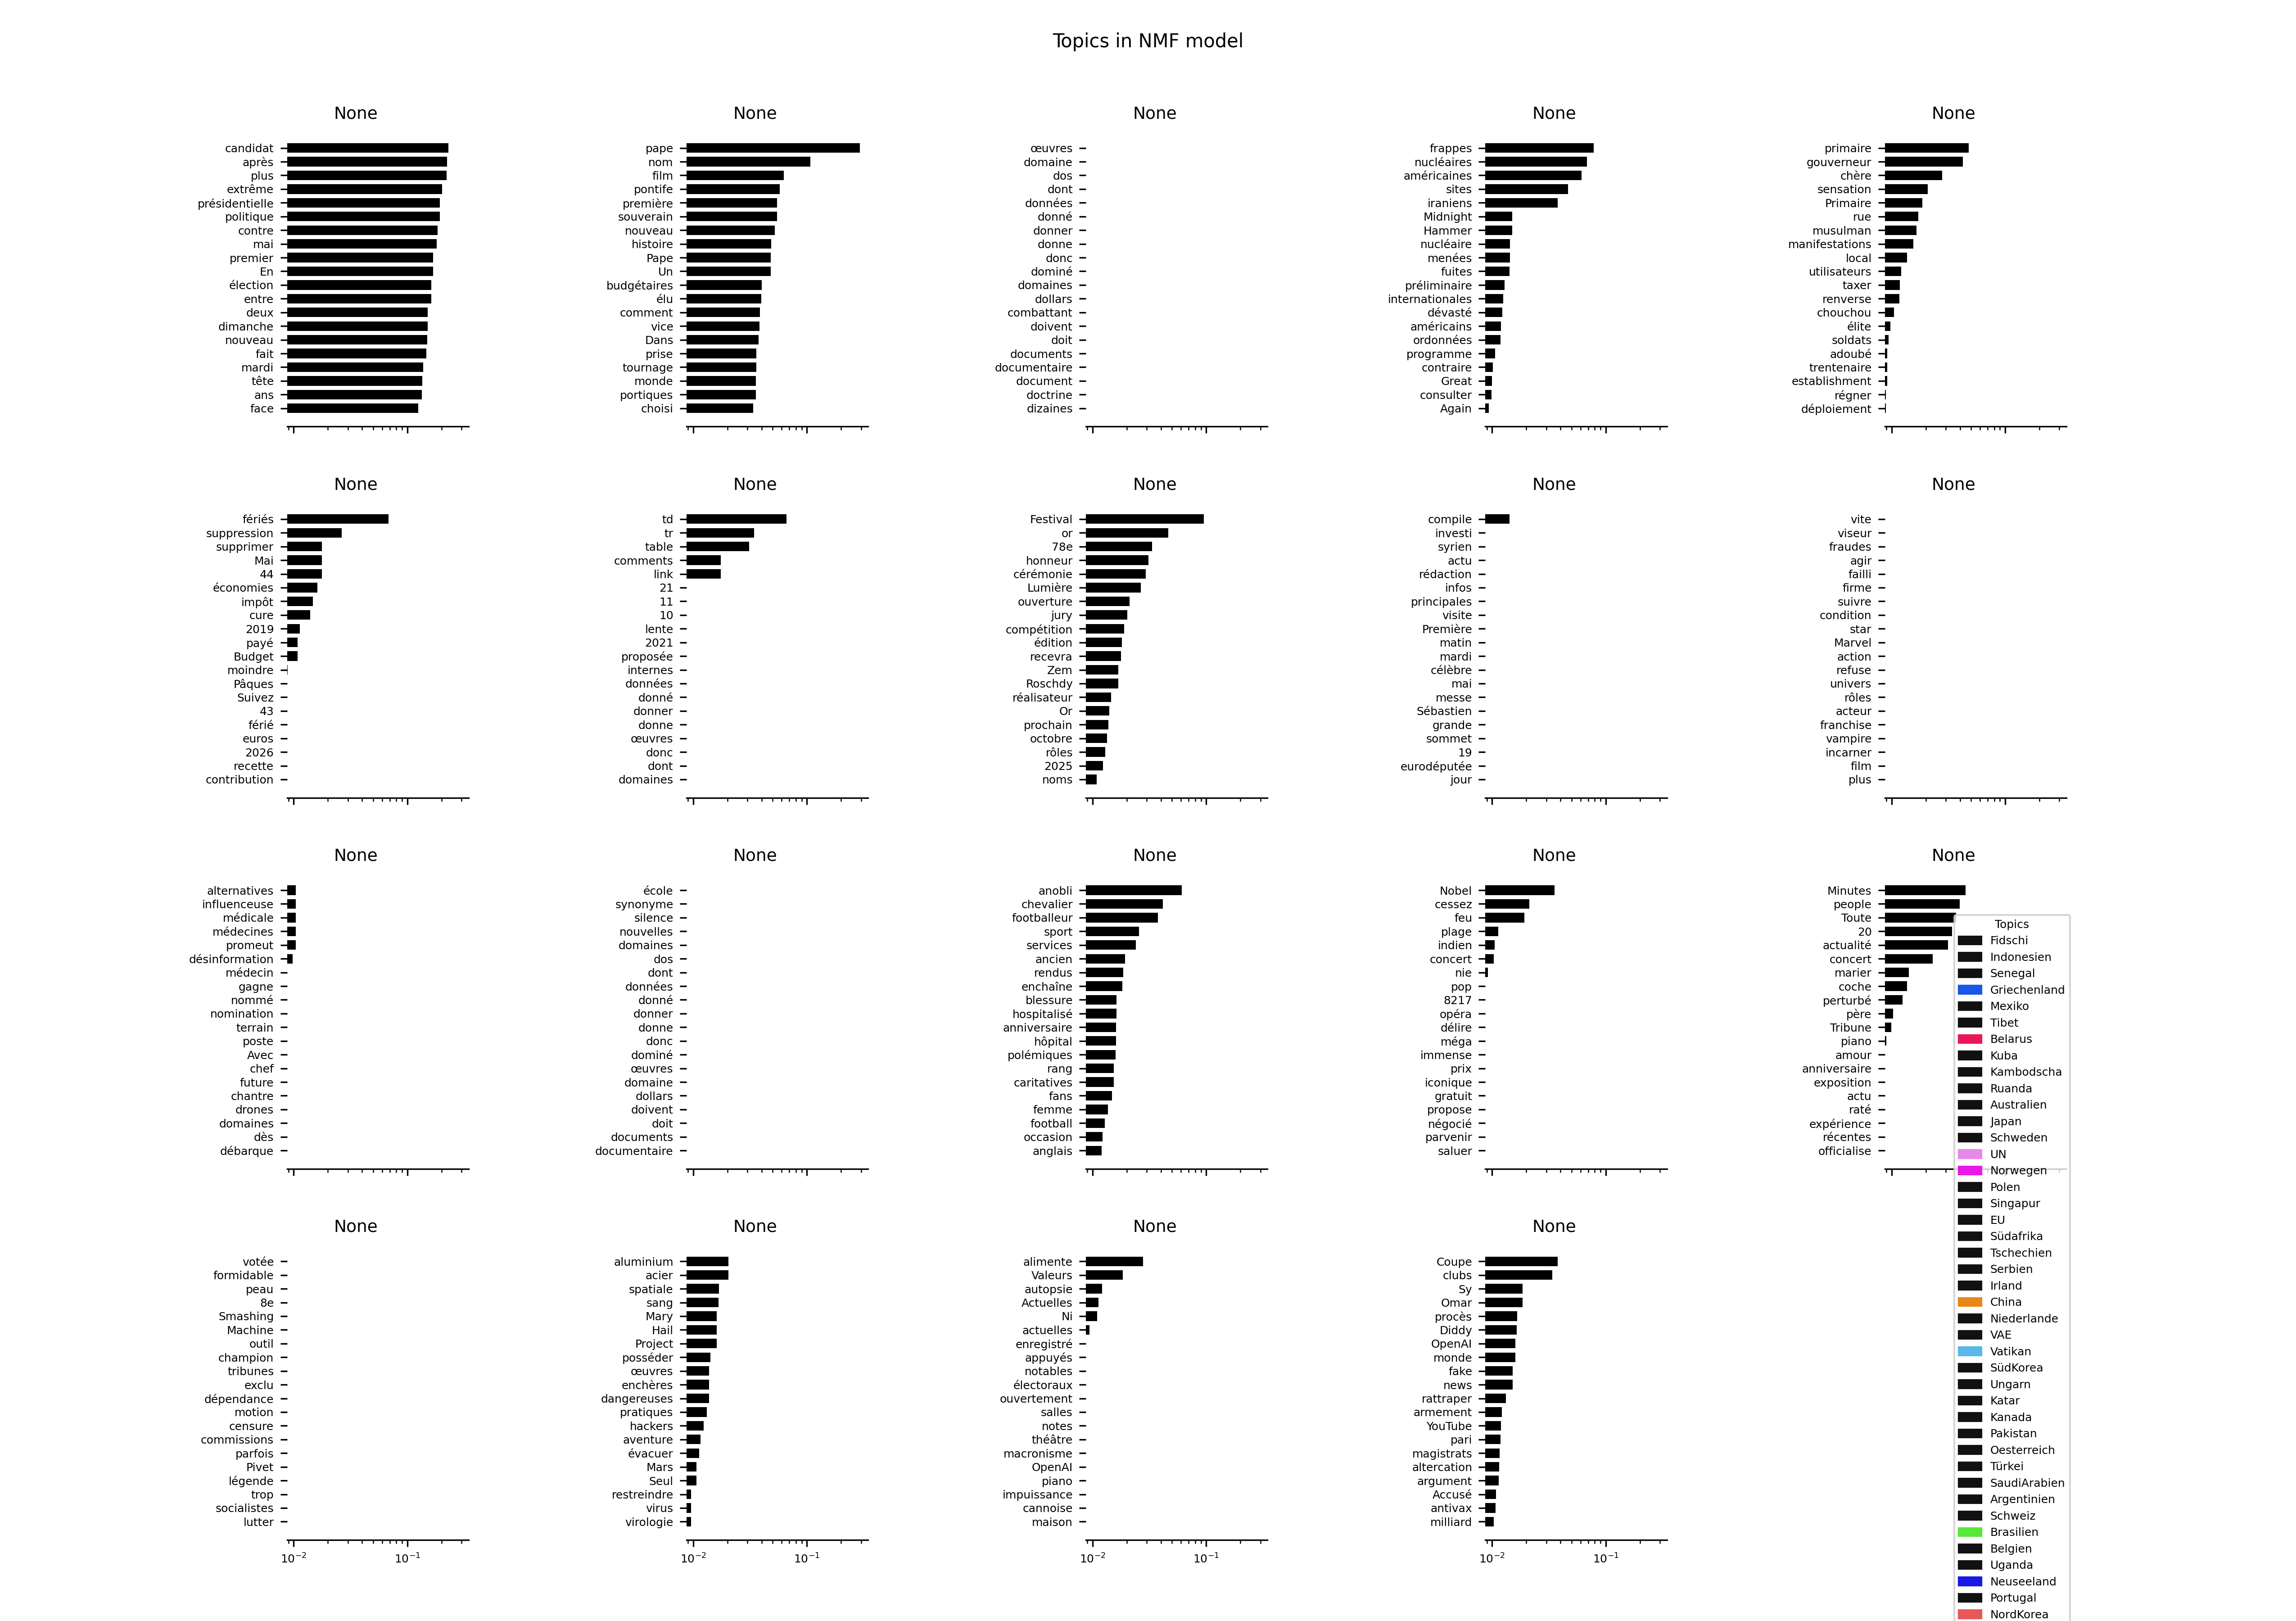 Topics in NMF model
None
candidat
après
plus
extrême
présidentielle
politique
contre
mai
premier
En
élection
entre
deux
dimanche
nouveau
fait
mardi
tête
ans
face
None
pape
nom
film
pontife
première
souverain
nouveau
histoire
Pape
Un
budgétaires
élu
comment
vice
Dans
prise
tournage
monde
portiques
choisi
None
œuvres
domaine
dos
dont
données
donné
donner
donne
donc
dominé
domaines
dollars
combattant
doivent
doit
documents
documentaire
document
doctrine
dizaines
None
frappes
nucléaires
américaines
sites
iraniens
Midnight
Hammer
nucléaire
menées
fuites
préliminaire
internationales
dévasté
américains
ordonnées
programme
contraire
Great
consulter
Again
None
primaire
gouverneur
chère
sensation
Primaire
rue
musulman
manifestations
local
utilisateurs
taxer
renverse
chouchou
élite
soldats
adoubé
trentenaire
establishment
régner
déploiement
None
fériés
suppression
supprimer
Mai
44
économies
impôt
cure
2019
payé
Budget
moindre
Pâques
Suivez
43
férié
euros
2026
recette
contribution
None
td
tr
table
comments
link
21
11
10
lente
2021
proposée
internes
données
donné
donner
donne
œuvres
donc
dont
domaines
None
Festival
or
78e
honneur
cérémonie
Lumière
ouverture
jury
compétition
édition
recevra
Zem
Roschdy
réalisateur
Or
prochain
octobre
rôles
2025
noms
None
compile
investi
syrien
actu
rédaction
infos
principales
visite
Première
matin
mardi
célèbre
mai
messe
Sébastien
grande
sommet
19
eurodéputée
jour
None
vite
viseur
fraudes
agir
failli
firme
suivre
condition
star
Marvel
action
refuse
univers
rôles
acteur
franchise
vampire
incarner
film
plus
None
alternatives
influenceuse
médicale
médecines
promeut
désinformation
médecin
gagne
nommé
nomination
terrain
poste
Avec
chef
future
chantre
drones
domaines
dès
débarque
None
école
synonyme
silence
nouvelles
domaines
dos
dont
données
donné
donner
donne
donc
dominé
œuvres
domaine
dollars
doivent
doit
documents
documentaire
None
anobli
chevalier
footballeur
sport
services
ancien
rendus
enchaîne
blessure
hospitalisé
anniversaire
hôpital
polémiques
rang
caritatives
fans
femme
football
occasion
anglais
None
Nobel
cessez
feu
plage
indien
concert
nie
pop
8217
opéra
délire
méga
immense
prix
iconique
gratuit
propose
négocié
parvenir
saluer
None
Minutes
people
Toute
20
actualité
concert
marier
coche
perturbé
père
Tribune
piano
amour
anniversaire
exposition
actu
raté
expérience
récentes
officialise
None
votée
formidable
peau
8e
Smashing
Machine
outil
champion
tribunes
exclu
dépendance
motion
censure
commissions
parfois
Pivet
légende
trop
socialistes
lutter
10⁻² 10⁻¹
None
aluminium
acier
spatiale
sang
Mary
Hail
Project
posséder
œuvres
enchères
dangereuses
pratiques
hackers
aventure
évacuer
Mars
Seul
restreindre
virus
virologie
10⁻² 10⁻¹
None
alimente
Valeurs
autopsie
Actuelles
Ni
actuelles
enregistré
appuyés
notables
électoraux
ouvertement
salles
notes
théâtre
macronisme
OpenAI
piano
impuissance
cannoise
maison
10⁻² 10⁻¹
None
Coupe
clubs
Sy
Omar
procès
Diddy
OpenAI
monde
fake
news
rattraper
armement
YouTube
pari
magistrats
altercation
argument
Accusé
antivax
milliard
10⁻² 10⁻¹
Topics
Fidschi
Indonesien
Senegal
Griechenland
Mexiko
Tibet
Belarus
Kuba
Kambodscha
Ruanda
Australien
Japan
Schweden
UN
Norwegen
Polen
Singapur
EU
Südafrika
Tschechien
Serbien
Irland
China
Niederlande
VAE
Vatikan
SüdKorea
Ungarn
Katar
Kanada
Pakistan
Oesterreich
Türkei
SaudiArabien
Argentinien
Schweiz
Brasilien
Belgien
Uganda
Neuseeland
Portugal
NordKorea